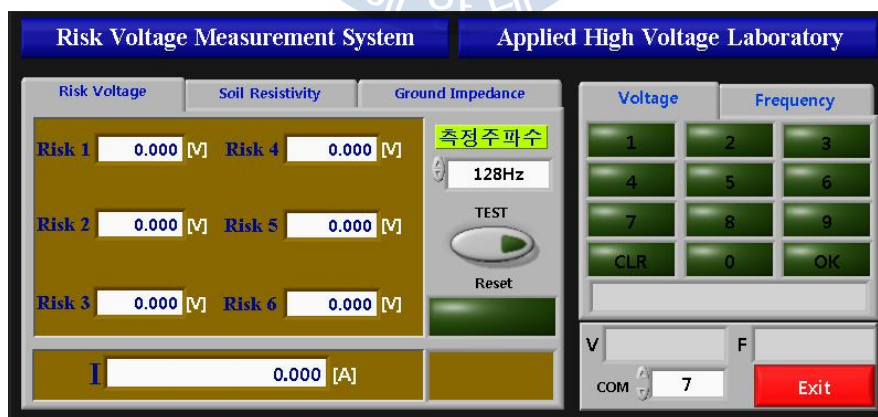 Risk Voltage Measurement System
Applied High Voltage Laboratory
Risk Voltage
Soil Resistivity
Ground Impedance
Risk 1 0.000 [V] Risk 4 0.000 [V]
Risk 2 0.000 [V] Risk 5 0.000 [V]
Risk 3 0.000 [V] Risk 6 0.000 [V]
I 0.000 [A]
측정주파수
128Hz
TEST
Reset
Voltage
Frequency
1 2 3
4 5 6
7 8 9
CLR 0 OK
V F
COM 7 Exit